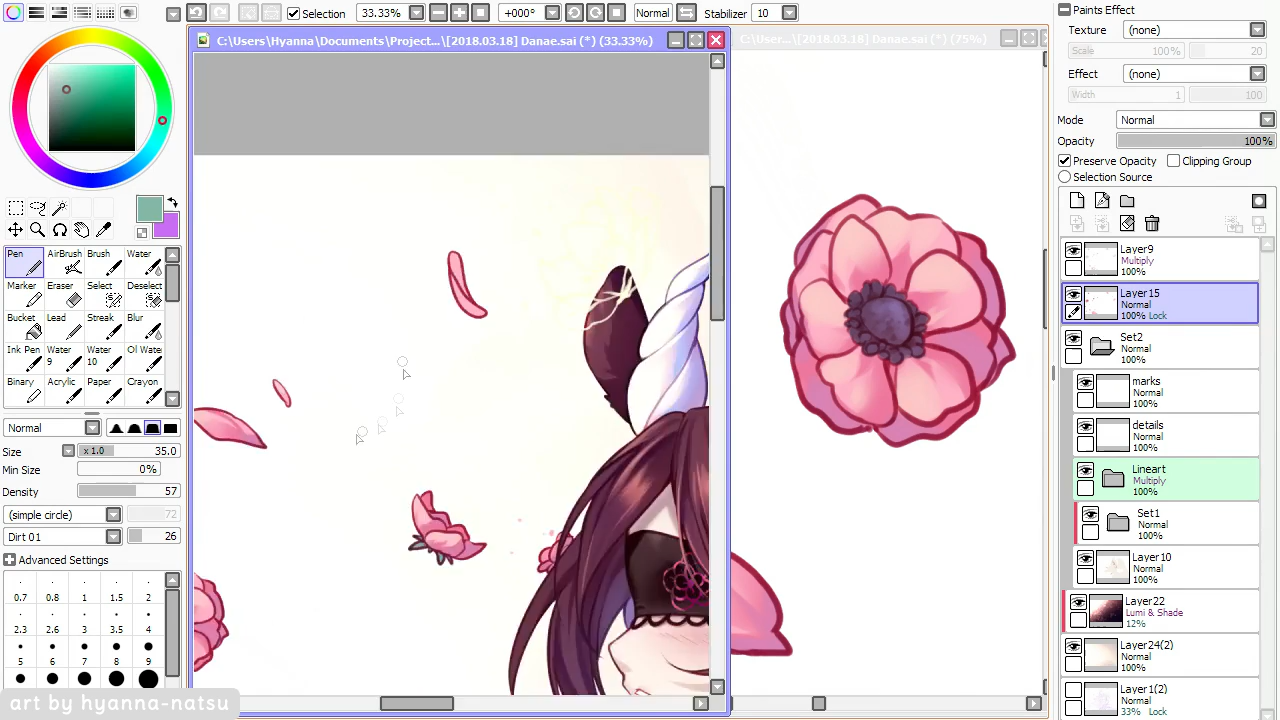 Selection 33.33% +000° Normal Stabilizer 10
C:\Users\Hyanna\Documents\Project...\[2018.03.18] Danae.sai (*) (33.33%)
C:\User...\[2018.03.18] Danae.sai (*) (75%)
Pen AirBrush Brush Water
Marker Eraser Select Deselect
Bucket Lead Streak Blur
Ink Pen Water 9 Water 10 Ol Water
Binary Acrylic Paper Crayon
Normal
Size x 1.0 35.0
Min Size 0%
Density 57
(simple circle) 72
Dirt 01 26
Advanced Settings
0.7 0.8 1 1.5 2
2.3 2.6 3 3.5 4
5 6 7 8 9
art by hyanna-natsu
Paints Effect
Texture (none)
Scale 100% 20
Effect (none)
Width 1 100
Mode Normal
Opacity 100%
Preserve Opacity Clipping Group
Selection Source
Layer9
Multiply
100%
Layer15
Normal
100% Lock
Set2
Normal
100%
marks
Normal
100%
details
Normal
100%
Lineart
Multiply
100%
Set1
Normal
100%
Layer10
Normal
100%
Layer22
Lumi & Shade
12%
Layer24(2)
Normal
100%
Layer1(2)
Normal
33% Lock